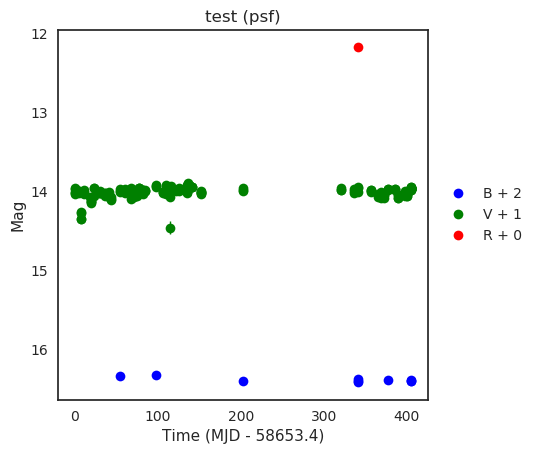 test (psf)
12
13
14
15
16
Mag
0
100
200
300
400
Time (MJD - 58653.4)
B + 2
V + 1
R + 0